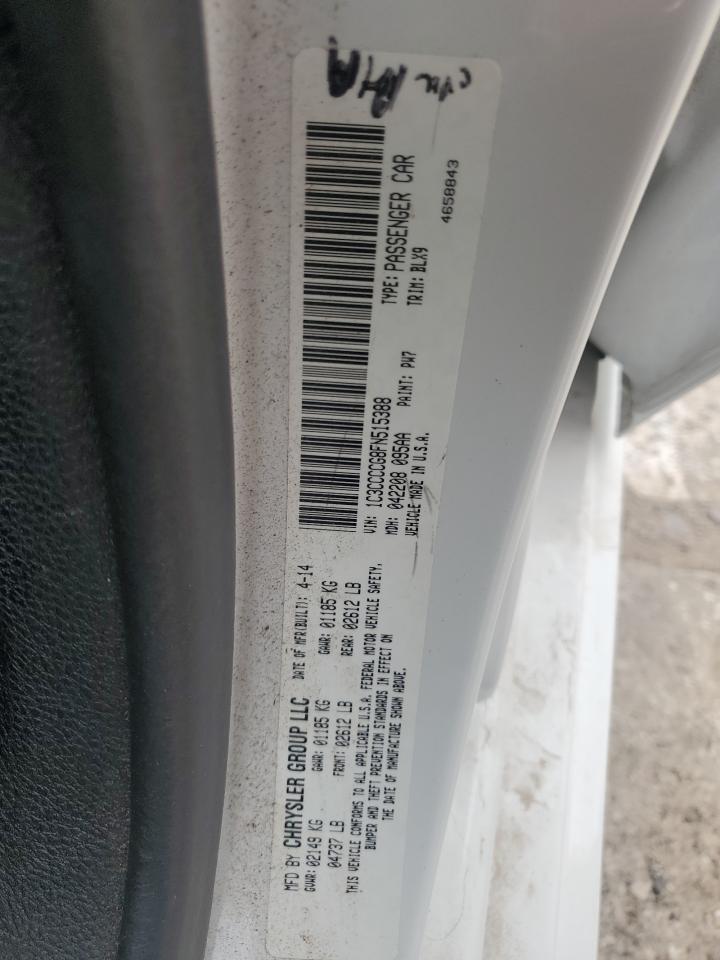 MFD BY CHRYSLER GROUP LLC DATE OF MFR(BUILT): 4-14
GVWR: 02149 KG GAWR: 01185 KG GAWR: 01185 KG
04737 LB FRONT: 02612 LB REAR: 02612 LB
THIS VEHICLE CONFORMS TO ALL APPLICABLE U.S.A. FEDERAL MOTOR VEHICLE SAFETY,
BUMPER AND THEFT PREVENTION STANDARDS IN EFFECT ON
THE DATE OF MANUFACTURE SHOWN ABOVE.
VIN: 1C3CCCCG8FN515388 TYPE: PASSENGER CAR
MDH: 042208 095AA PAINT: PW7 TRIM: BLX9
VEHICLE MADE IN U.S.A.
4658843